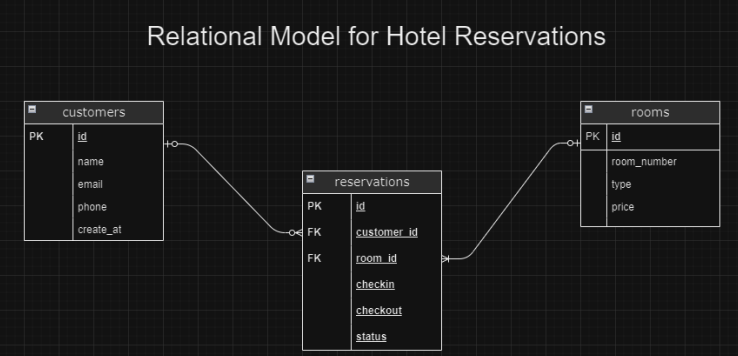 Relational Model for Hotel Reservations
customers
PK id
name
email
phone
create_at
reservations
PK id
FK customer_id
FK room_id
checkin
checkout
status
rooms
PK id
room_number
type
price